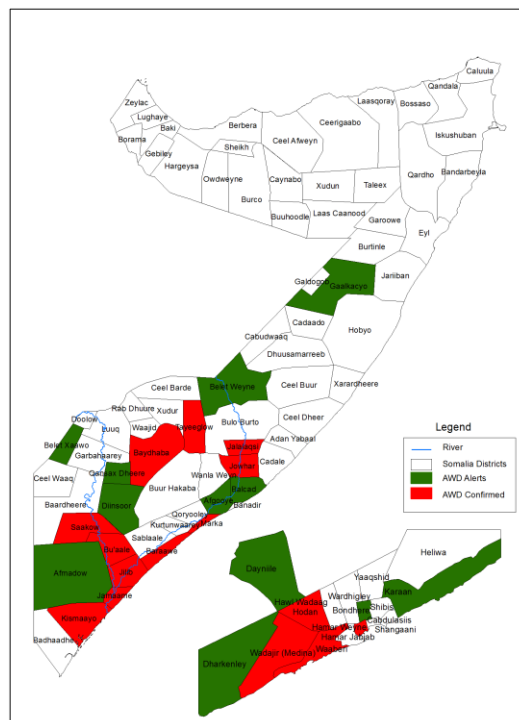 Caluula
Qandala
Zeylac
Laasqoray
Bossaso
Lughaye
Berbera
Ceerigaabo
Baki
Iskushuban
Borama
Sheikh
Ceel Afweyn
Gebiley
Hargeysa
Caynabo
Qardho
Bandarbeyla
Owdweyne
Xudun
Taleex
Burco
Buuhoodle
Laas Caanood
Garoowe
Eyl
Burtinle
Jariiban
Galdogob
Gaalkacyo
Cadaado
Hobyo
Cabudwaaq
Dhuusamarreeb
Belet Weyne
Ceel Barde
Ceel Buur
Xarardheere
Rab Dhuure
Xudur
Doolow
Tayeeglow
Bulo Burto
Ceel Dheer
Luuq
Waajid
Adan Yabaal
Belet Xaawo
Garbahaarey
Baydhaba
Jalalaqsi
Cadale
Jowhar
Qansax Dheere
Wanla Weyn
Ceel Waaq
Buur Hakaba
Balcad
Baardheere
Diinsoor
Afgooye
Banadir
Qoryooley
Marka
Kurtunwaarey
Saakow
Sablaale
Bu'aale
Baraawe
Afmadow
Jilib
Jamaame
Kismaayo
Badhaadhe
Legend
River
Somalia Districts
AWD Alerts
AWD Confirmed
Heliwa
Yaaqshid
Dayniile
Karaan
Wardhigley
Hawl Wadaag
Shibis
Bondhere
Hodan
Cabdulasiis
Shangaani
Hamar Weyne
Hamar Jabjab
Waaberi
Wadajir (Medina)
Dharkenley